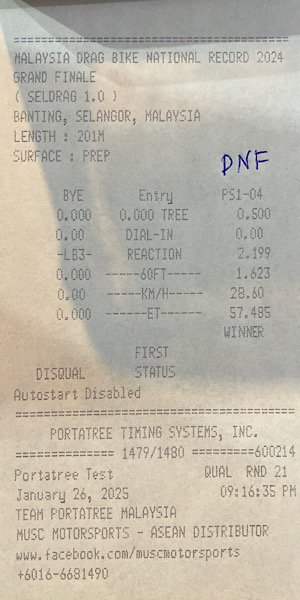 ==================================
MALAYSIA DRAG BIKE NATIONAL RECORD 2024
GRAND FINALE
( SELDRAG 1.0 )
BANTING, SELANGOR, MALAYSIA
LENGTH : 201M
SURFACE : PREP
DNF
BYE Entry PS1-04
0.000 0.000 TREE 0.500
0.00 DIAL-IN 0.00
-LB3- REACTION 2.199
0.000 -----60FT------ 1.623
0.00 -----KM/H------ 28.60
0.000 ------ET------- 57.485
WINNER
FIRST
DISQUAL STATUS
Autostart Disabled
==================================
PORTATREE TIMING SYSTEMS, INC.
============= 1479/1480 =========600214
Portatree Test QUAL RND 21
January 26, 2025 09:16:35 PM
TEAM PORTATREE MALAYSIA
MUSC MOTORSPORTS - ASEAN DISTRIBUTOR
www.facebook.com/muscmotorsports
+6016-6681490